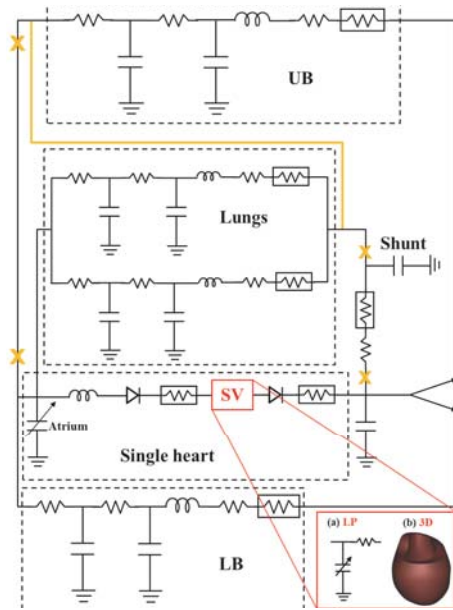 UB
Lungs
Shunt
Atrium
SV
Single heart
(a) LP (b) 3D
LB